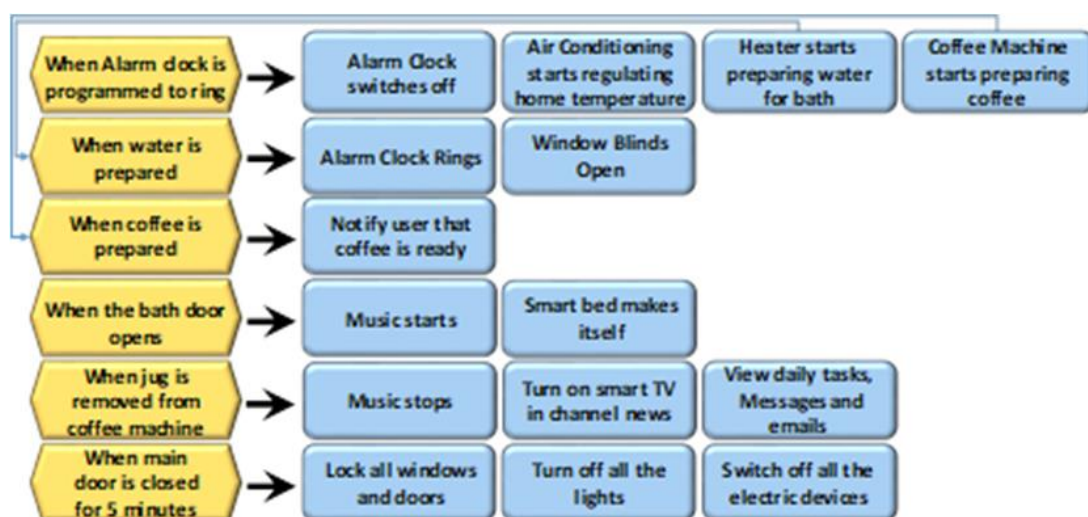 When Alarm clock is
programmed to ring
Alarm Clock
switches off
Air Conditioning
starts regulating
home temperature
Heater starts
preparing water
for bath
Coffee Machine
starts preparing
coffee
When water is
prepared
Alarm Clock Rings
Window Blinds
Open
When coffee is
prepared
Notify user that
coffee is ready
When the bath door
opens
Music starts
Smart bed makes
itself
When jug is
removed from
coffee machine
Music stops
Turn on smart TV
in channel news
View daily tasks,
Messages and
emails
When main
door is closed
for 5 minutes
Lock all windows
and doors
Turn off all the
lights
Switch off all the
electric devices